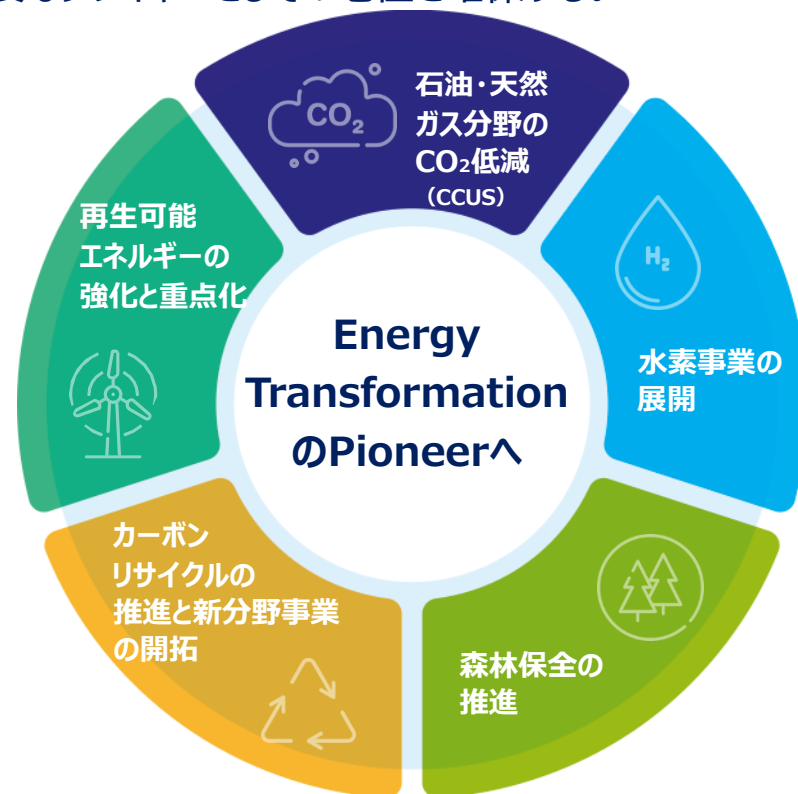 石油・天然
ガス分野の
CO₂低減
（CCUS）
CO₂
H₂
水素事業の
展開
森林保全の
推進
カーボン
リサイクルの
推進と新分野事業
の開拓
再生可能
エネルギーの
強化と重点化
Energy
Transformation
のPioneerへ